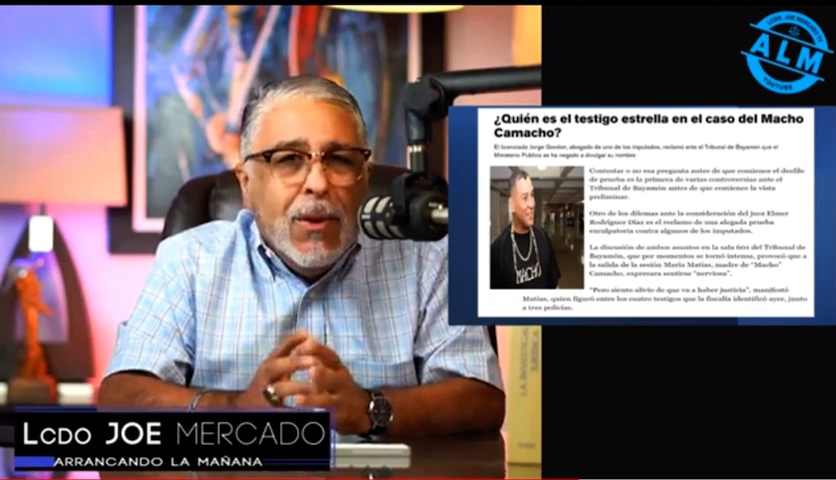 LCDO. JOE MERCADO TV
ALM
YOUTUBE
¿Quién es el testigo estrella en el caso del Macho
Camacho?
El licenciado Jorge Gordon, abogado de uno de los imputados, reclamó ante el Tribunal de Bayamón que el
Ministerio Público se ha negado a divulgar su nombre
Contestar o no esa pregunta antes de que comience el desfile
de prueba es la primera de varias controversias ante el
Tribunal de Bayamón antes de que comience la vista
preliminar.
Otro de los dilemas ante la consideración del juez Elmer
Rodríguez Díaz es el reclamo de una alegada prueba
exculpatoria contra algunos de los imputados.
La discusión de ambos asuntos en la sala 601 del Tribunal de
Bayamón, que por momentos se tornó intensa, provocó que a
la salida de la sesión María Matías, madre de "Macho"
Camacho, expresara sentirse "nerviosa".
"Pero siento alivio de que va a haber justicia", manifestó
Matías, quien figuró entre los cuatro testigos que la fiscalía identificó ayer, junto
a tres policías.
MACHO
LCDO JOE MERCADO
ARRANCANDO LA MAÑANA